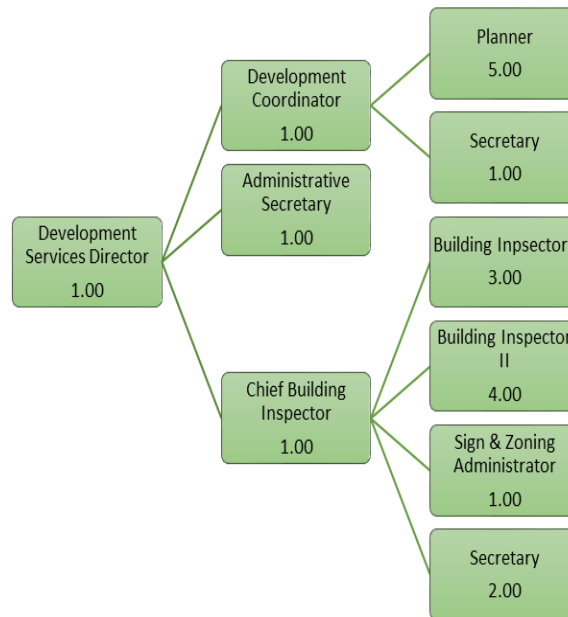 Planner
5.00
Development
Coordinator
1.00
Secretary
1.00
Administrative
Secretary
1.00
Development
Services Director
1.00
Building Inpsector
3.00
Building Inspector
II
4.00
Chief Building
Inspector
1.00
Sign & Zoning
Administrator
1.00
Secretary
2.00